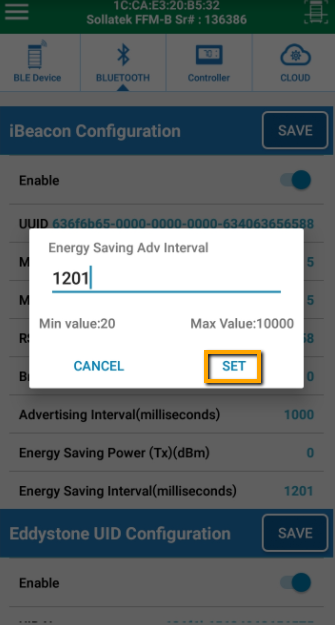 1C:CA:E3:20:B5:32
Sollatek FFM-B Sr# : 136386
BLE Device
BLUETOOTH
Controller
CLOUD
iBeacon Configuration
SAVE
Enable
UUID 636f6b65-0000-0000-0000-634063656588
Energy Saving Adv Interval
1201
Min value:20
Max Value:10000
CANCEL
SET
Advertising Interval(milliseconds) 1000
Energy Saving Power (Tx)(dBm) 0
Energy Saving Interval(milliseconds) 1201
Eddystone UID Configuration
SAVE
Enable